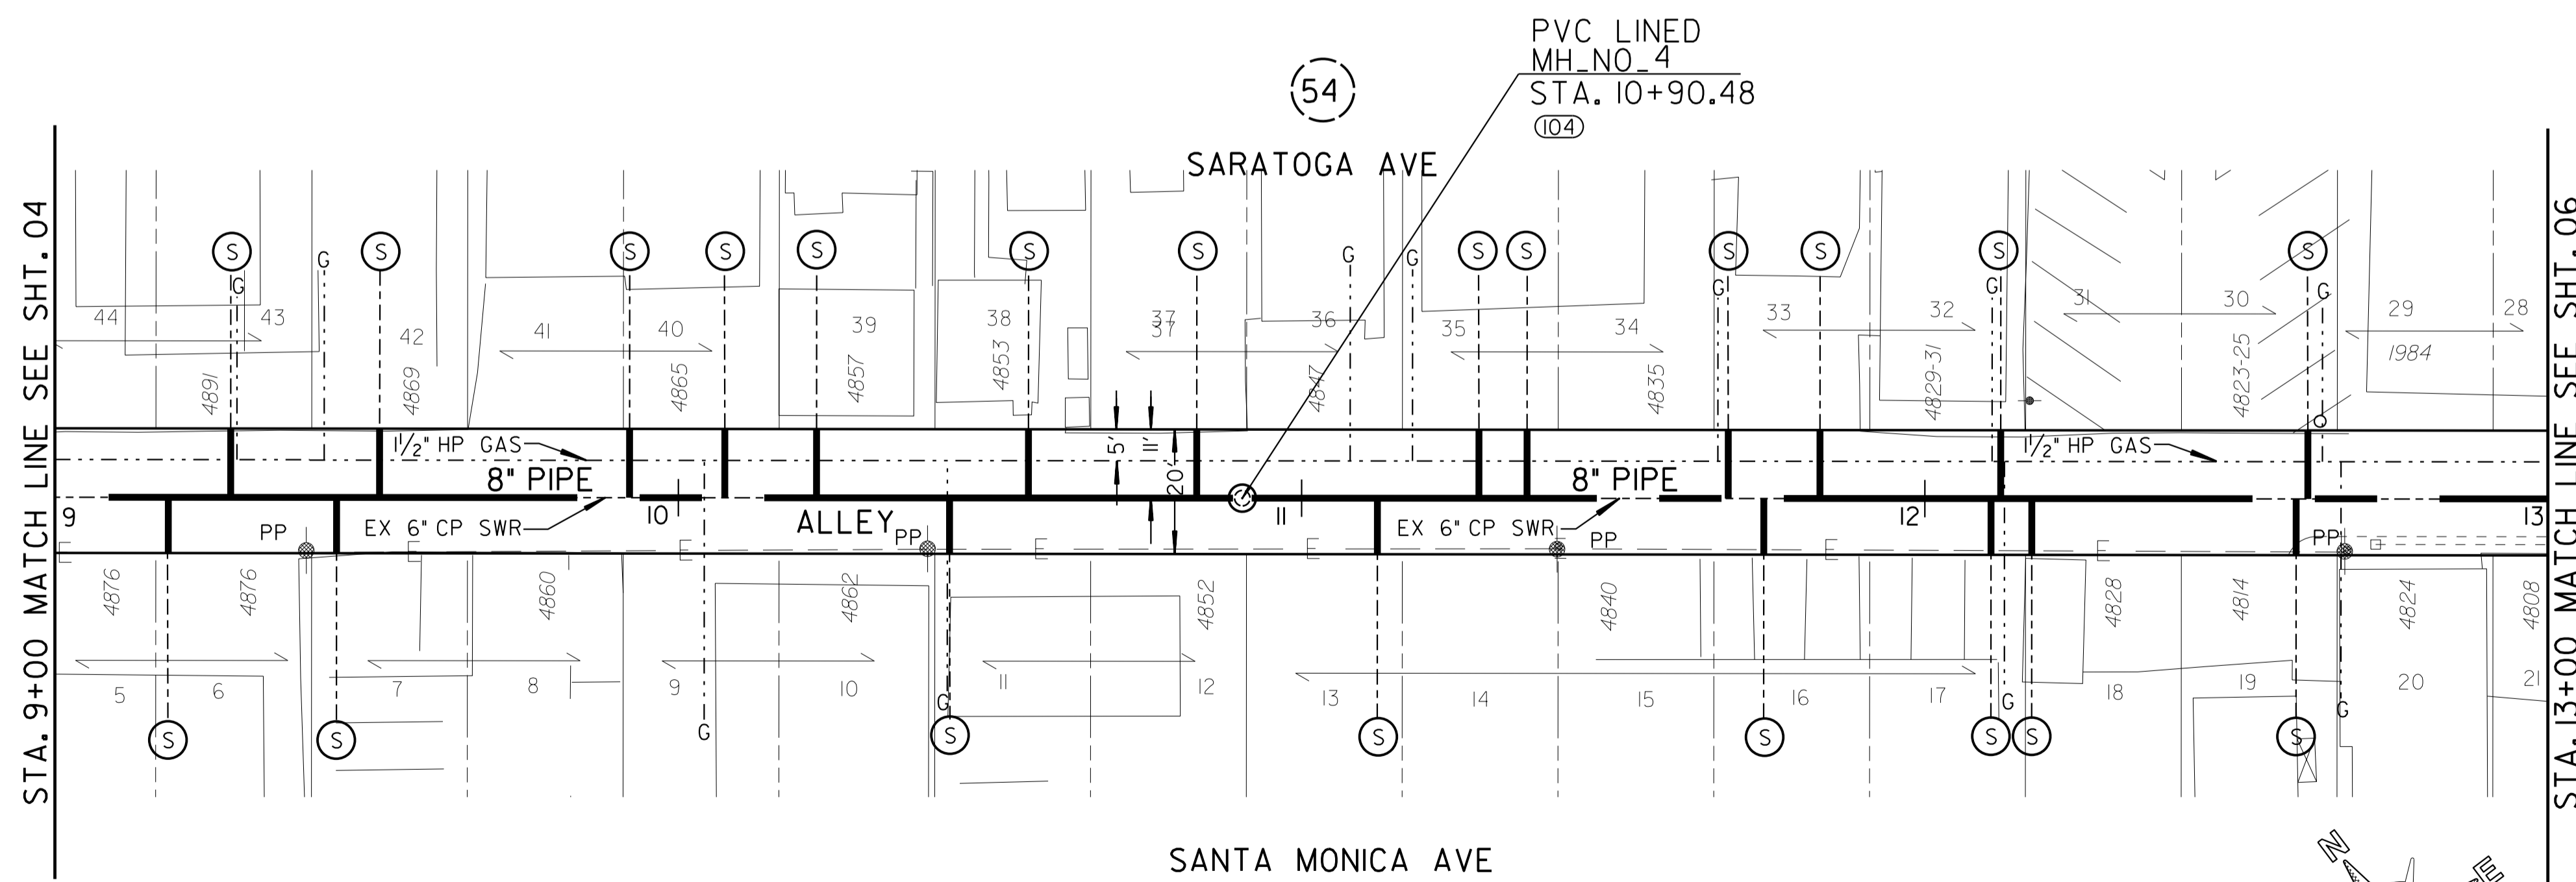 PVC LINED
MH_NO_4
STA. 10+90.48
104
54
SARATOGA AVE
STA. 9+00 MATCH LINE SEE SHT. 04
STA. 13+00 MATCH LINE SEE SHT. 06
S S S S S S S S S S S S S
G G G G G G G
44 43 42 41 40 39 38 37 37 36 35 34 33 32 31 30 29 28
4891 4869 4865 4857 4853 4847 4835 4829-31 4823-25 1984
1 1/2" HP GAS
8" PIPE
5' 11' 20'
8" PIPE
1 1/2" HP GAS
9 10 11 12 13
PP EX 6" CP SWR ALLEY PP EX 6" CP SWR PP PP
E E E E E E E E
4876 4876 4860 4862 4852 4840 4828 4814 4824 4808
5 6 7 8 9 10 11 12 13 14 15 16 17 18 19 20 21
G G G G
S S S S S S S S
SANTA MONICA AVE
N E